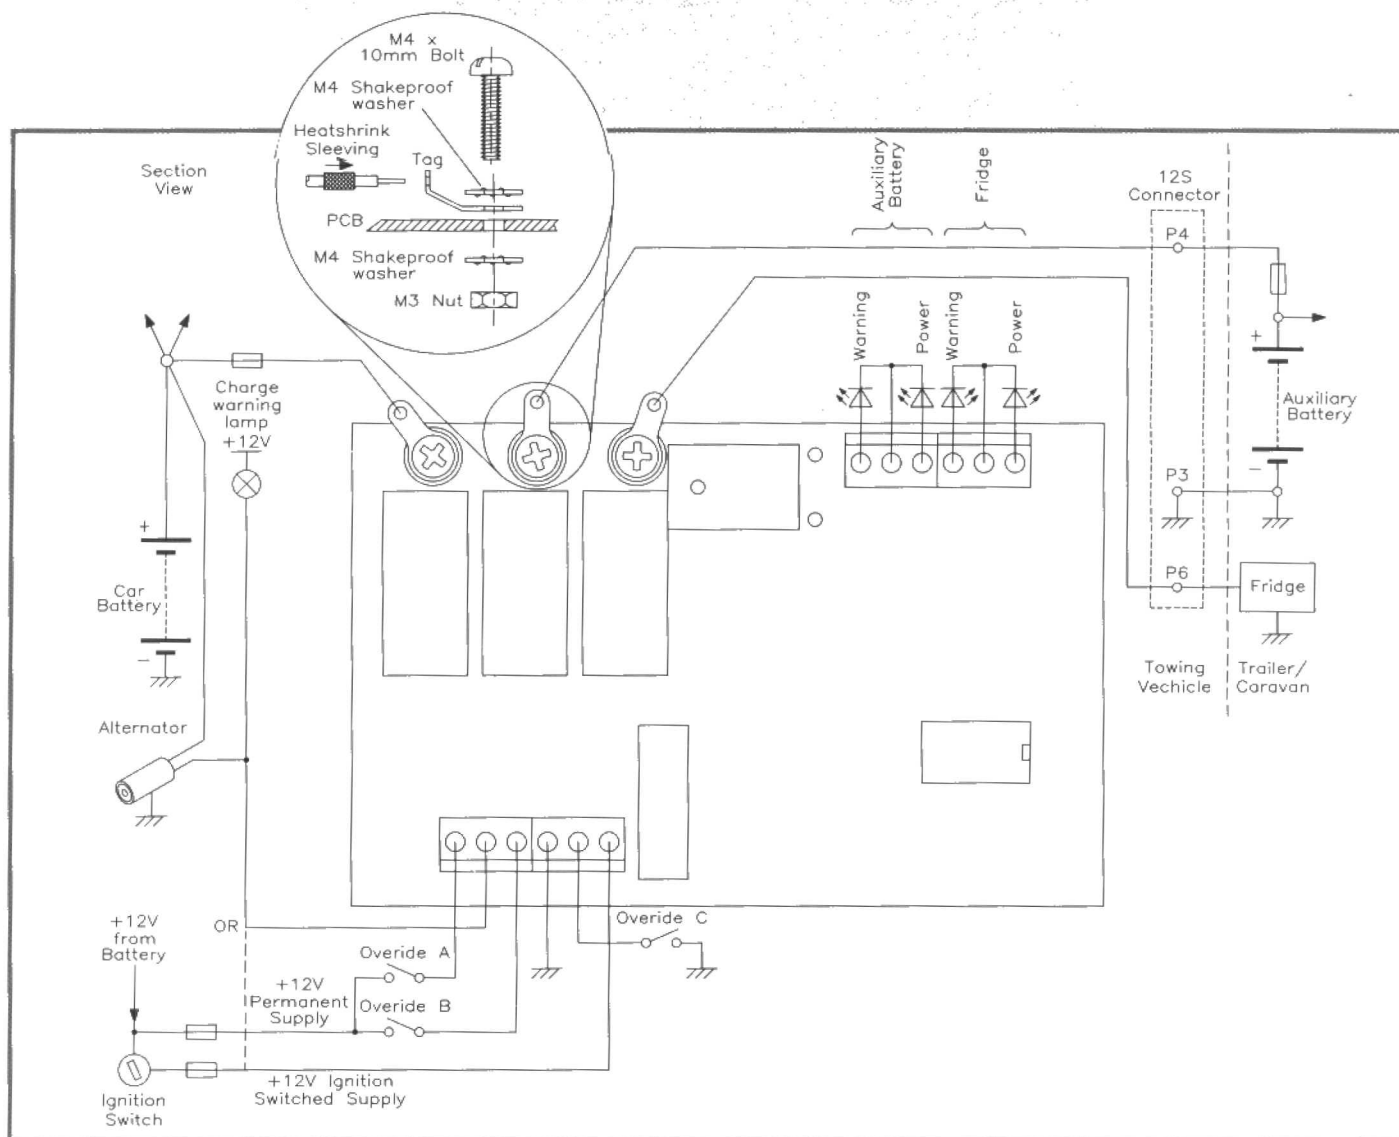 M4 x
10mm Bolt
M4 Shakeproof
washer
Heatshrink
Sleeving
Tag
PCB
M4 Shakeproof
washer
M3 Nut
Section
View
Auxiliary
Battery
Fridge
12S
Connector
P4
Warning
Power
Warning
Power
+
Auxiliary
Battery
−
P3
P6
Fridge
Towing
Vechicle
Trailer/
Caravan
Charge
warning
lamp
+12V
+
Car
Battery
−
Alternator
OR
+12V
from
Battery
Overide A
Overide C
+12V
Permanent
Supply
Overide B
+12V Ignition
Switched Supply
Ignition
Switch